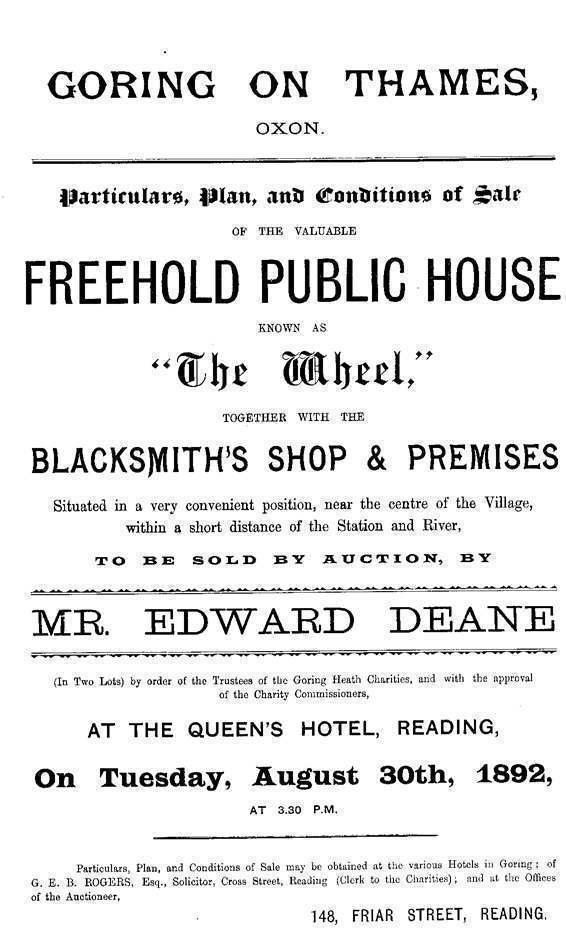 GORING ON THAMES,
OXON.
Particulars, Plan, and Conditions of Sale
OF THE VALUABLE
FREEHOLD PUBLIC HOUSE
KNOWN AS
“The Wheel,”
TOGETHER WITH THE
BLACKSMITH'S SHOP & PREMISES
Situated in a very convenient position, near the centre of the Village,
within a short distance of the Station and River,
TO BE SOLD BY AUCTION, BY
MR. EDWARD DEANE
(In Two Lots) by order of the Trustees of the Goring Heath Charities, and with the approval
of the Charity Commissioners,
AT THE QUEEN'S HOTEL, READING,
On Tuesday, August 30th, 1892,
AT 3.30 P.M.
Particulars, Plan, and Conditions of Sale may be obtained at the various Hotels in Goring; of
G. E. B. ROGERS, Esq., Solicitor, Cross Street, Reading (Clerk to the Charities); and at the Offices
of the Auctioneer,
148, FRIAR STREET, READING.